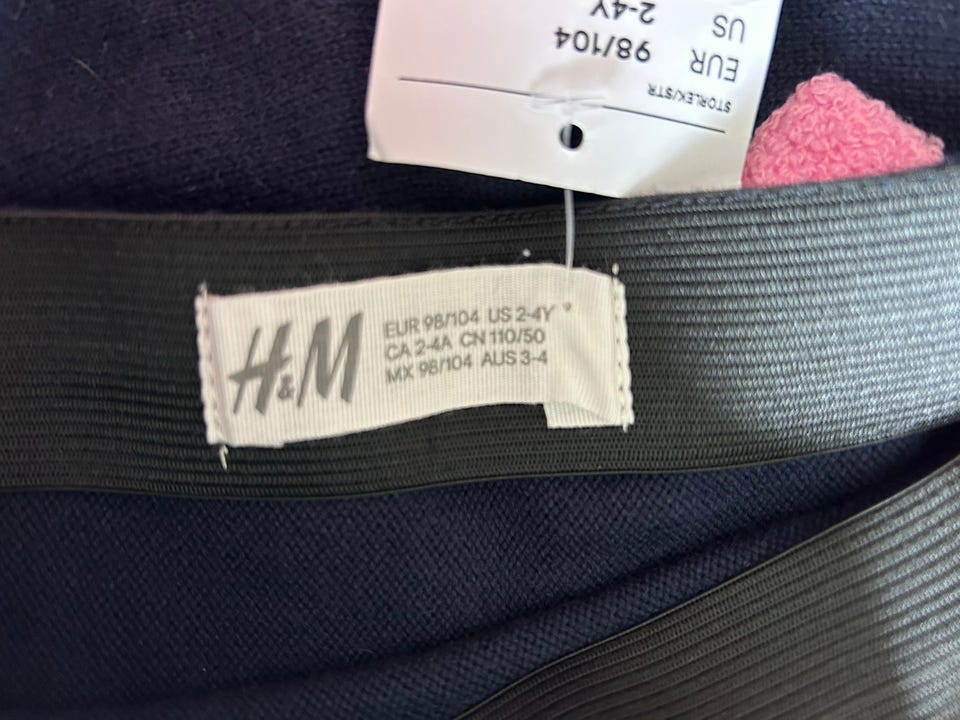 STORLEK/STR
EUR 98/104
US 2-4Y
H&M
EUR 98/104 US 2-4Y
CA 2-4A CN 110/50
MX 98/104 AUS 3-4